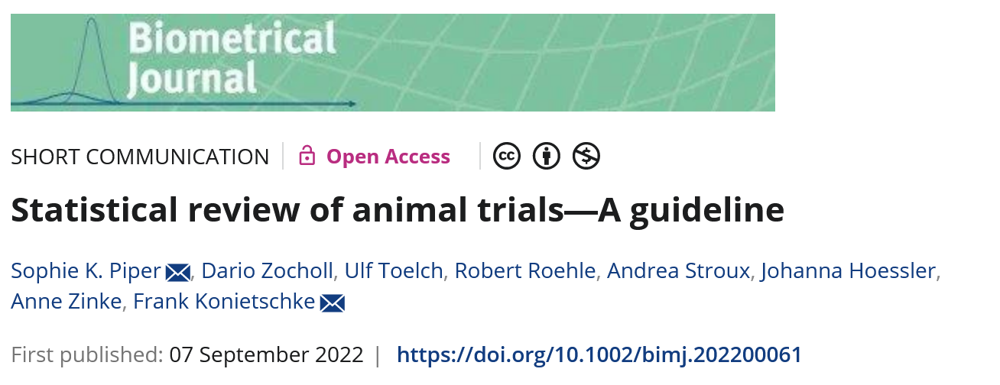 Biometrical
Journal
SHORT COMMUNICATION | Open Access | cc
Statistical review of animal trials—A guideline
Sophie K. Piper, Dario Zocholl, Ulf Toelch, Robert Roehle, Andrea Stroux, Johanna Hoessler,
Anne Zinke, Frank Konietschke
First published: 07 September 2022 | https://doi.org/10.1002/bimj.202200061